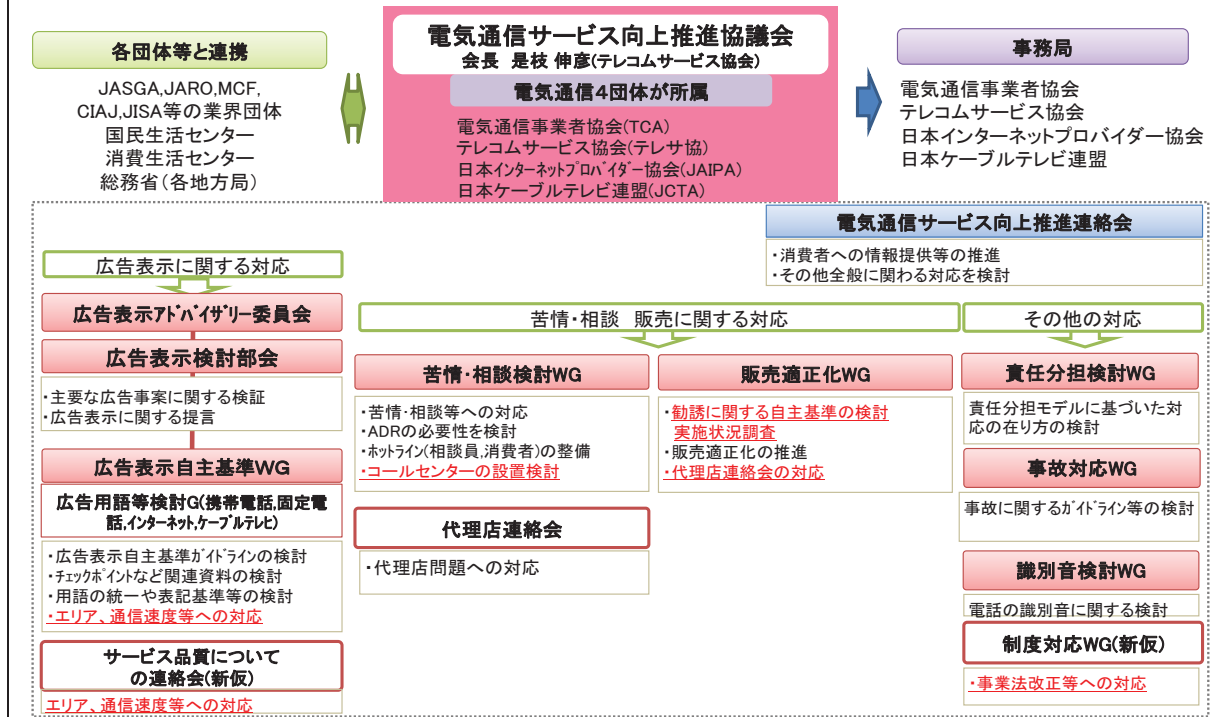 各団体等と連携
JASGA,JARO,MCF,
CIAJ,JISA等の業界団体
国民生活センター
消費生活センター
総務省(各地方局)
電気通信サービス向上推進協議会
会長 是枝 伸彦(テレコムサービス協会)
電気通信4団体が所属
電気通信事業者協会(TCA)
テレコムサービス協会(テレサ協)
日本インターネットプロバイダー協会(JAIPA)
日本ケーブルテレビ連盟(JCTA)
事務局
電気通信事業者協会
テレコムサービス協会
日本インターネットプロバイダー協会
日本ケーブルテレビ連盟
電気通信サービス向上推進連絡会
・消費者への情報提供等の推進
・その他全般に関わる対応を検討
広告表示に関する対応
広告表示アドバイザリー委員会
広告表示検討部会
・主要な広告事案に関する検証
・広告表示に関する提言
広告表示自主基準WG
広告用語等検討G(携帯電話,固定電
話,インターネット,ケーブルテレビ)
・広告表示自主基準ガイドラインの検討
・チェックポイントなど関連資料の検討
・用語の統一や表記基準等の検討
・エリア、通信速度等への対応
サービス品質について
の連絡会(新仮)
エリア、通信速度等への対応
苦情・相談 販売に関する対応
苦情・相談検討WG
・苦情・相談等への対応
・ADRの必要性を検討
・ホットライン(相談員,消費者)の整備
・コールセンターの設置検討
代理店連絡会
・代理店問題への対応
販売適正化WG
・勧誘に関する自主基準の検討
実施状況調査
・販売適正化の推進
・代理店連絡会の対応
その他の対応
責任分担検討WG
責任分担モデルに基づいた対
応の在り方の検討
事故対応WG
事故に関するガイドライン等の検討
識別音検討WG
電話の識別音に関する検討
制度対応WG(新仮)
・事業法改正等への対応